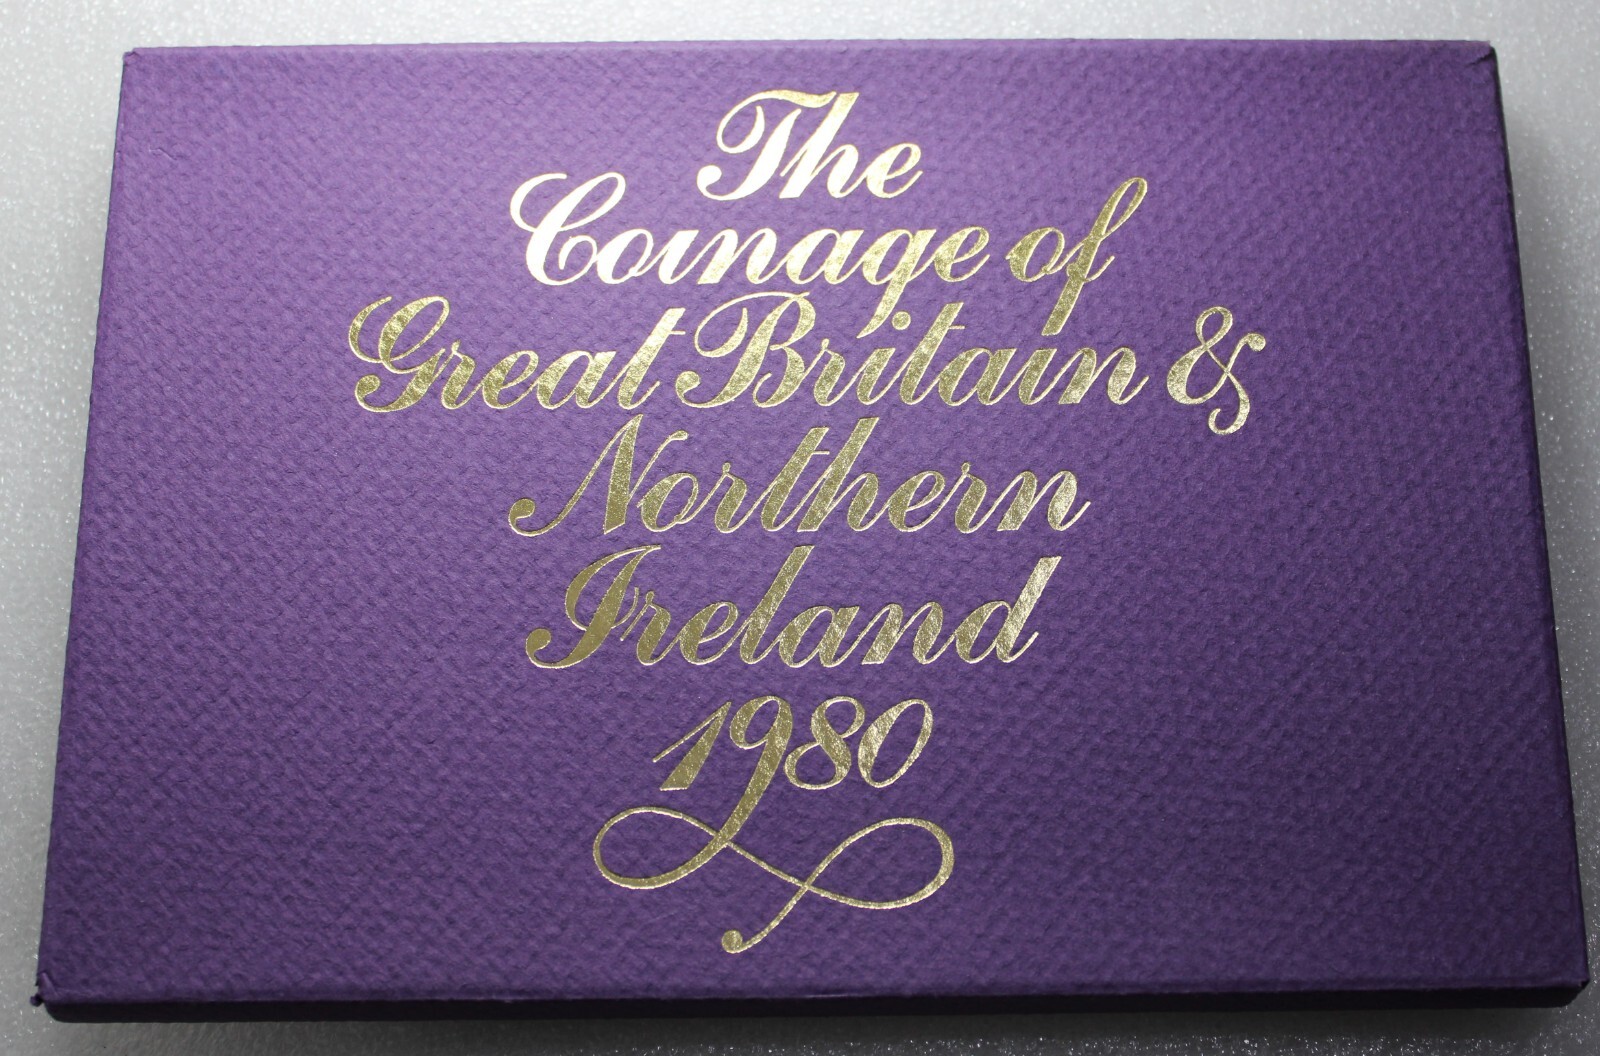 The
Coinage of
Great Britain &
Northern
Ireland
1980